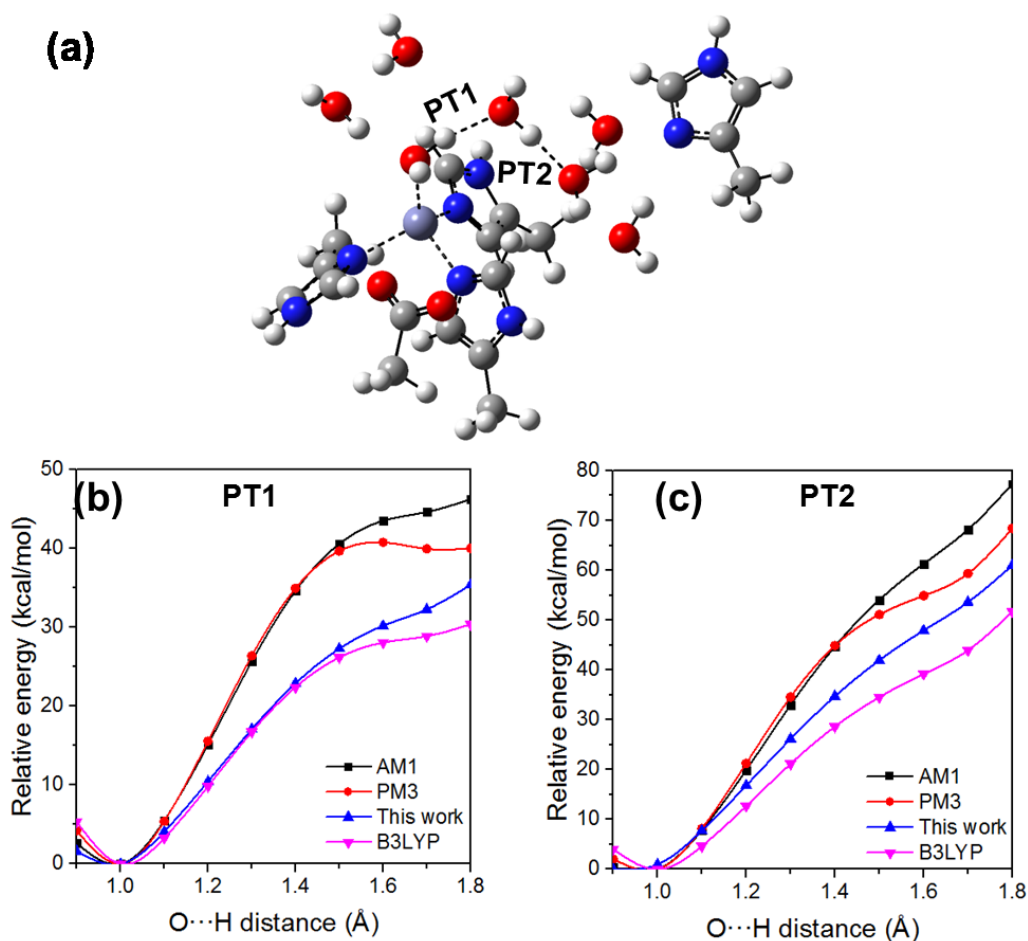 (a)
PT1
PT2
(b)
PT1
Relative energy (kcal/mol)
50
40
30
20
10
0
1.0 1.2 1.4 1.6 1.8
O···H distance (Å)
AM1
PM3
This work
B3LYP
(c)
PT2
Relative energy (kcal/mol)
80
70
60
50
40
30
20
10
0
1.0 1.2 1.4 1.6 1.8
O···H distance (Å)
AM1
PM3
This work
B3LYP